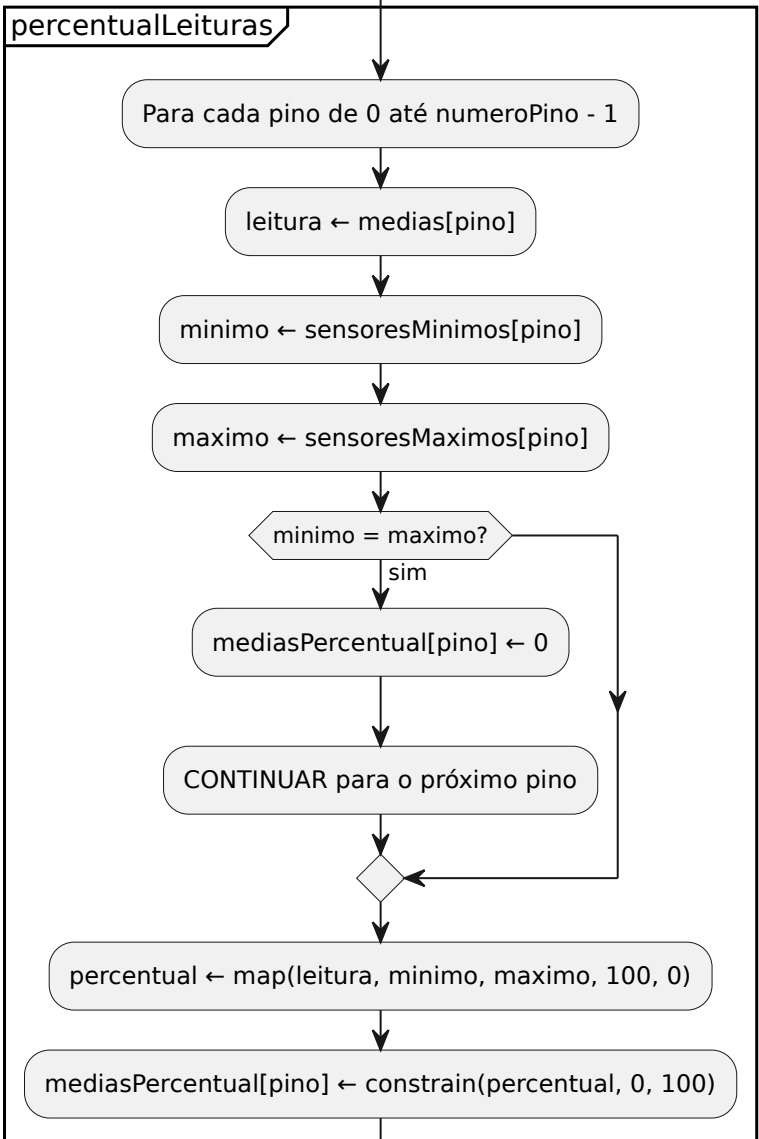 percentualLeituras
Para cada pino de 0 até numeroPino - 1
leitura ← medias[pino]
minimo ← sensoresMinimos[pino]
maximo ← sensoresMaximos[pino]
minimo = maximo?
sim
mediasPercentual[pino] ← 0
CONTINUAR para o próximo pino
percentual ← map(leitura, minimo, maximo, 100, 0)
mediasPercentual[pino] ← constrain(percentual, 0, 100)